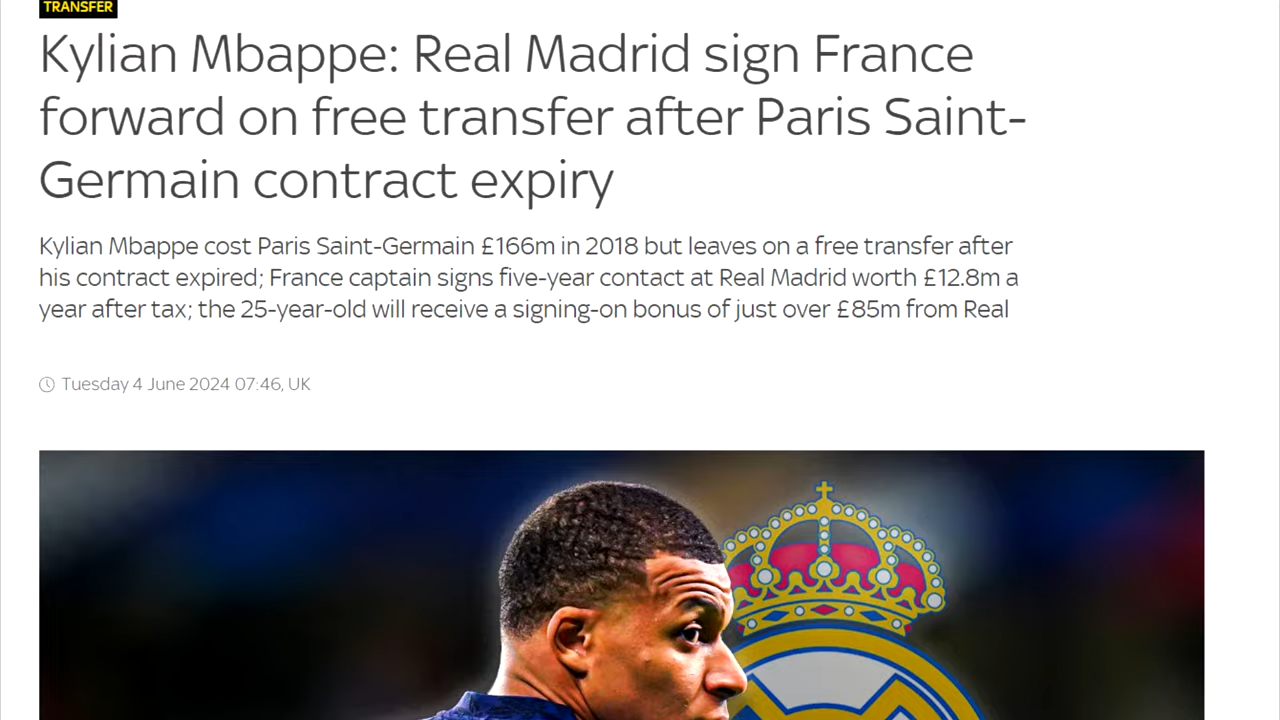 TRANSFER
Kylian Mbappe: Real Madrid sign France
forward on free transfer after Paris Saint-
Germain contract expiry
Kylian Mbappe cost Paris Saint-Germain £166m in 2018 but leaves on a free transfer after
his contract expired; France captain signs five-year contact at Real Madrid worth £12.8m a
year after tax; the 25-year-old will receive a signing-on bonus of just over £85m from Real
Tuesday 4 June 2024 07:46, UK